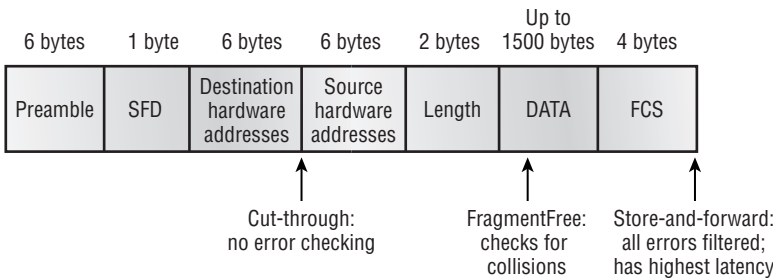 6 bytes 1 byte 6 bytes 6 bytes 2 bytes Up to 1500 bytes 4 bytes
Preamble
SFD
Destination
hardware
addresses
Source
hardware
addresses
Length
DATA
FCS
Cut-through:
no error checking
FragmentFree:
checks for
collisions
Store-and-forward:
all errors filtered;
has highest latency